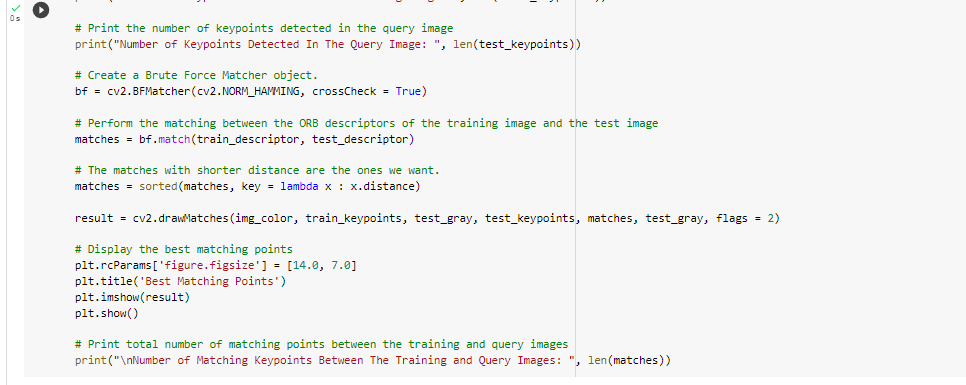 0s
# Print the number of keypoints detected in the query image
print("Number of Keypoints Detected In The Query Image: ", len(test_keypoints))
# Create a Brute Force Matcher object.
bf = cv2.BFMatcher(cv2.NORM_HAMMING, crossCheck = True)
# Perform the matching between the ORB descriptors of the training image and the test image
matches = bf.match(train_descriptor, test_descriptor)
# The matches with shorter distance are the ones we want.
matches = sorted(matches, key = lambda x : x.distance)
result = cv2.drawMatches(img_color, train_keypoints, test_gray, test_keypoints, matches, test_gray, flags = 2)
# Display the best matching points
plt.rcParams['figure.figsize'] = [14.0, 7.0]
plt.title('Best Matching Points')
plt.imshow(result)
plt.show()
# Print total number of matching points between the training and query images
print("\nNumber of Matching Keypoints Between The Training and Query Images: ", len(matches))